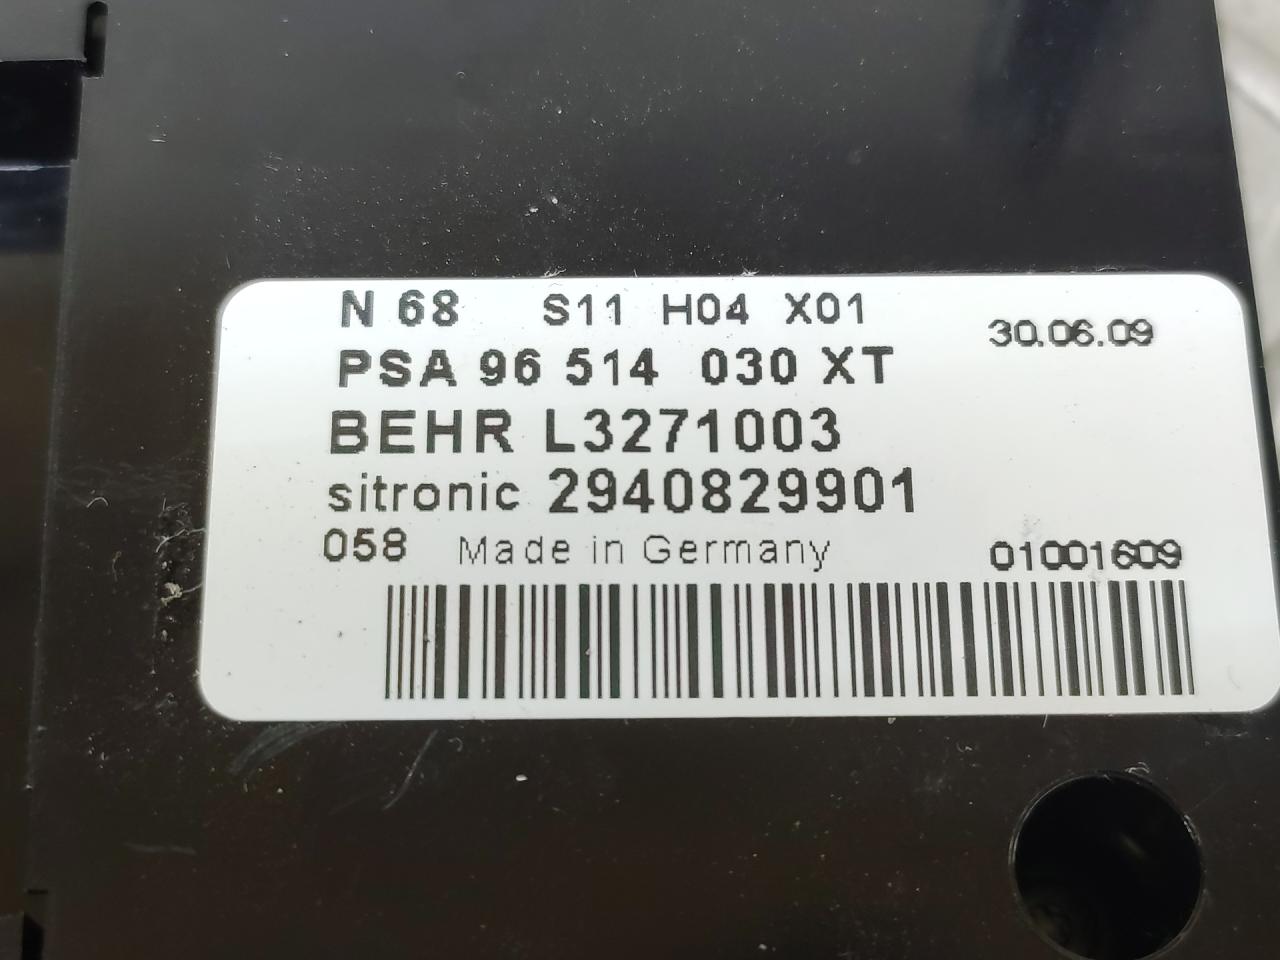 N 68 S11 H04 X01 30.06.09
PSA 96 514 030 XT
BEHR L3271003
sitronic 2940829901
058 Made in Germany 01001609